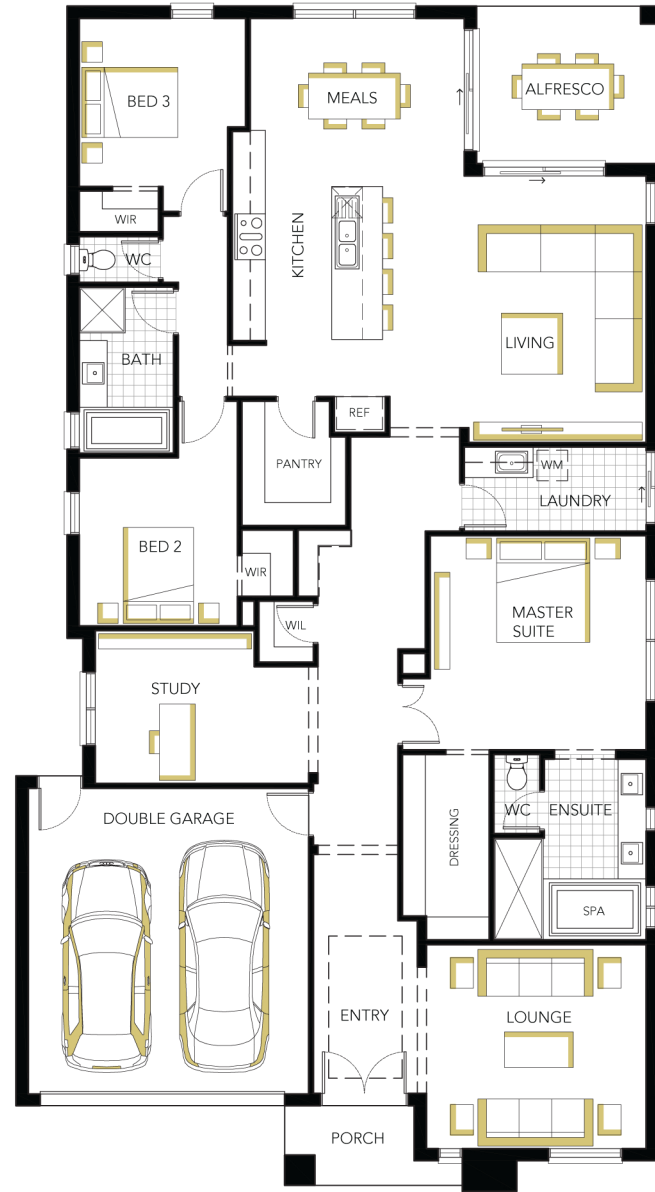 BED 3
MEALS
ALFRESCO
WIR
KITCHEN
WC
BATH
LIVING
REF
PANTRY
WM
LAUNDRY
BED 2
WIR
MASTER
SUITE
WIL
STUDY
DOUBLE GARAGE
DRESSING
WC
ENSUITE
SPA
ENTRY
LOUNGE
PORCH